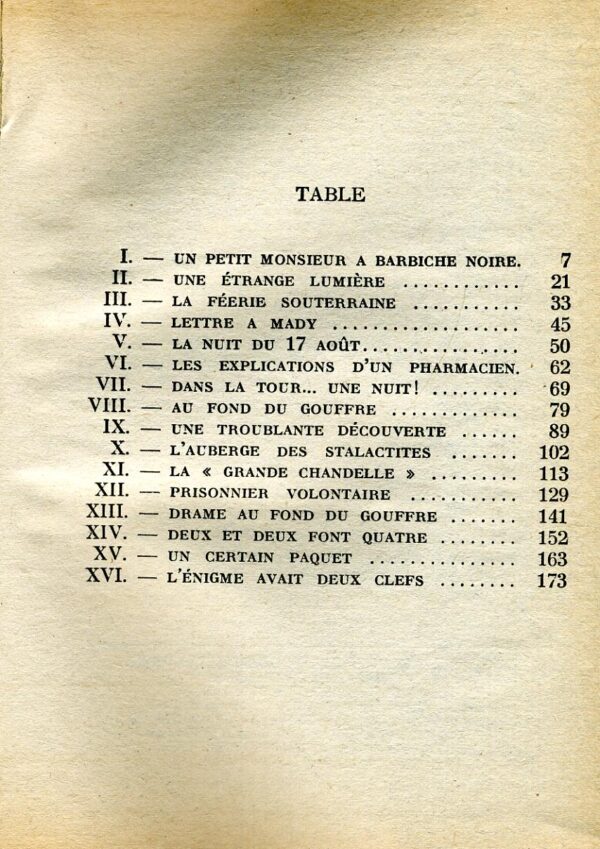 TABLE
I. — UN PETIT MONSIEUR A BARBICHE NOIRE. 7
II. — UNE ÉTRANGE LUMIÈRE ............ 21
III. — LA FÉERIE SOUTERRAINE ........... 33
IV. — LETTRE A MADY .................. 45
V. — LA NUIT DU 17 AOÛT................ 50
VI. — LES EXPLICATIONS D'UN PHARMACIEN. 62
VII. — DANS LA TOUR... UNE NUIT! ......... 69
VIII. — AU FOND DU GOUFFRE ............. 79
IX. — UNE TROUBLANTE DÉCOUVERTE ...... 89
X. — L'AUBERGE DES STALACTITES ........ 102
XI. — LA « GRANDE CHANDELLE » .......... 113
XII. — PRISONNIER VOLONTAIRE ........... 129
XIII. — DRAME AU FOND DU GOUFFRE ....... 141
XIV. — DEUX ET DEUX FONT QUATRE ........ 152
XV. — UN CERTAIN PAQUET ............... 163
XVI. — L'ÉNIGME AVAIT DEUX CLEFS ........ 173